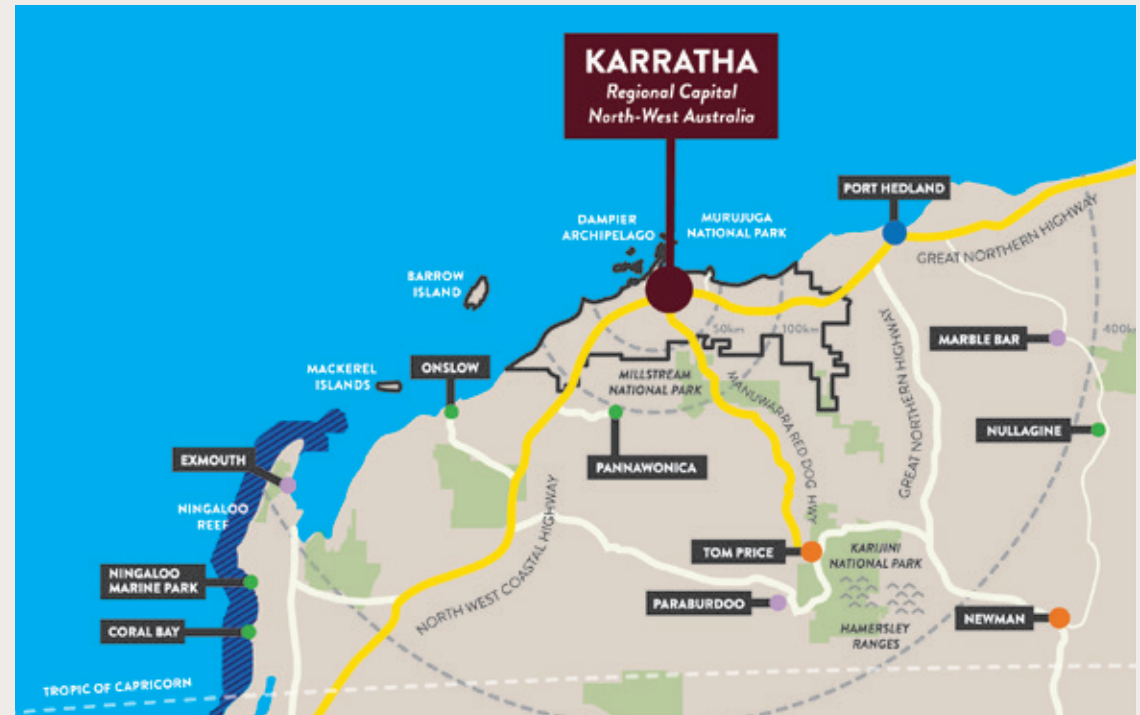 KARRATHA
Regional Capital
North-West Australia
PORT HEDLAND
DAMPIER
ARCHIPELAGO
MURUJUGA
NATIONAL PARK
GREAT NORTHERN HIGHWAY
BARROW
ISLAND
50km
100km
400k
MARBLE BAR
MACKEREL
ISLANDS
ONSLOW
MILLSTREAM
NATIONAL PARK
MANUWARRA RED DOG HWY
GREAT NORTHERN HIGHWAY
NULLAGINE
EXMOUTH
PANNAWONICA
NINGALOO
REEF
NORTH WEST COASTAL HIGHWAY
TOM PRICE
KARIJINI
NATIONAL PARK
NINGALOO
MARINE PARK
PARABURDOO
NEWMAN
CORAL BAY
HAMERSLEY
RANGES
TROPIC OF CAPRICORN